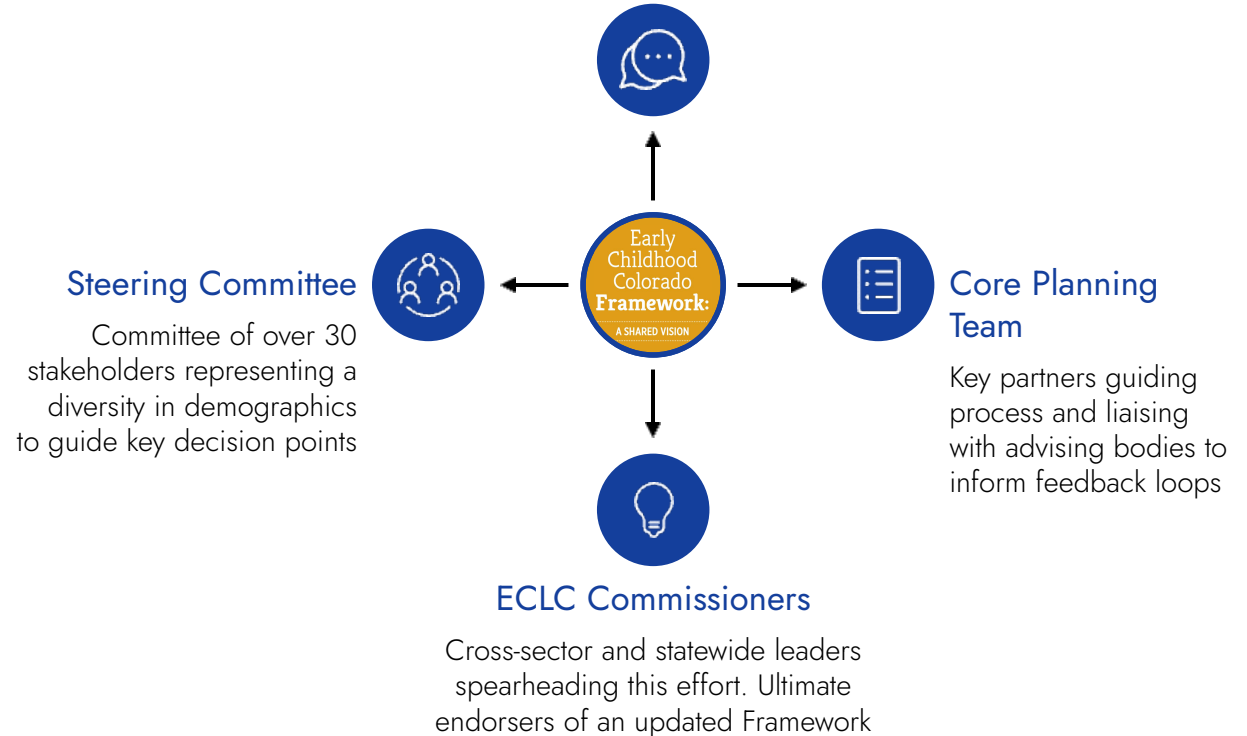 Early
Childhood
Colorado
Framework:
A SHARED VISION
Steering Committee
Committee of over 30
stakeholders representing a
diversity in demographics
to guide key decision points
Core Planning
Team
Key partners guiding
process and liaising
with advising bodies to
inform feedback loops
ECLC Commissioners
Cross-sector and statewide leaders
spearheading this effort. Ultimate
endorsers of an updated Framework